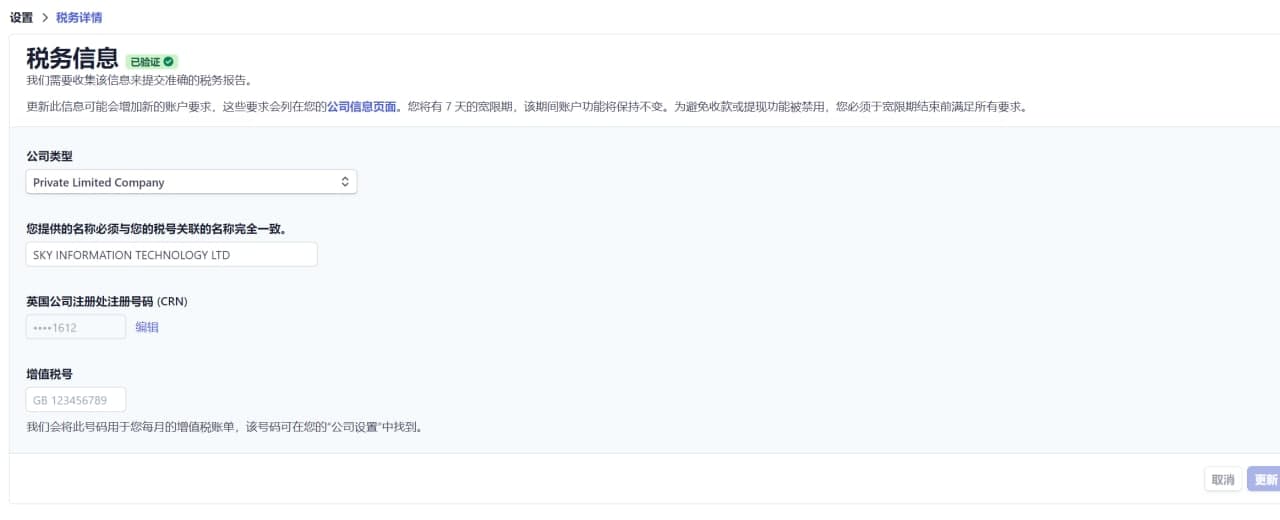 设置 > 税务详情
税务信息 已验证
我们需要收集该信息来提交准确的税务报告。
更新此信息可能会增加新的账户要求，这些要求会列在您的公司信息页面。您将有 7 天的宽限期，该期间账户功能将保持不变。为避免收款或提现功能被禁用，您必须于宽限期结束前满足所有要求。
公司类型
Private Limited Company
您提供的名称必须与您的税号关联的名称完全一致。
SKY INFORMATION TECHNOLOGY LTD
英国公司注册处注册号码 (CRN)
••••1612 编辑
增值税号
GB 123456789
我们会将此号码用于您每月的增值税账单，该号码可在您的"公司设置"中找到。
取消 更新